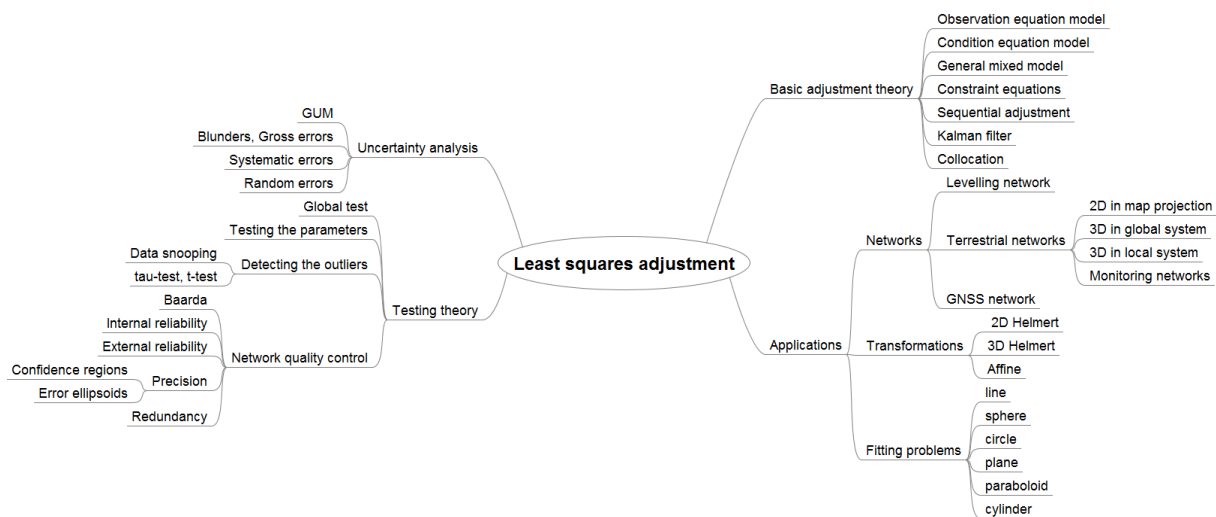 Least squares adjustment
Basic adjustment theory
Observation equation model
Condition equation model
General mixed model
Constraint equations
Sequential adjustment
Kalman filter
Collocation
Applications
Networks
Levelling network
Terrestrial networks
2D in map projection
3D in global system
3D in local system
Monitoring networks
GNSS network
Transformations
2D Helmert
3D Helmert
Affine
Fitting problems
line
sphere
circle
plane
paraboloid
cylinder
Uncertainty analysis
GUM
Blunders, Gross errors
Systematic errors
Random errors
Testing theory
Global test
Testing the parameters
Detecting the outliers
Data snooping
tau-test, t-test
Network quality control
Baarda
Internal reliability
External reliability
Precision
Confidence regions
Error ellipsoids
Redundancy